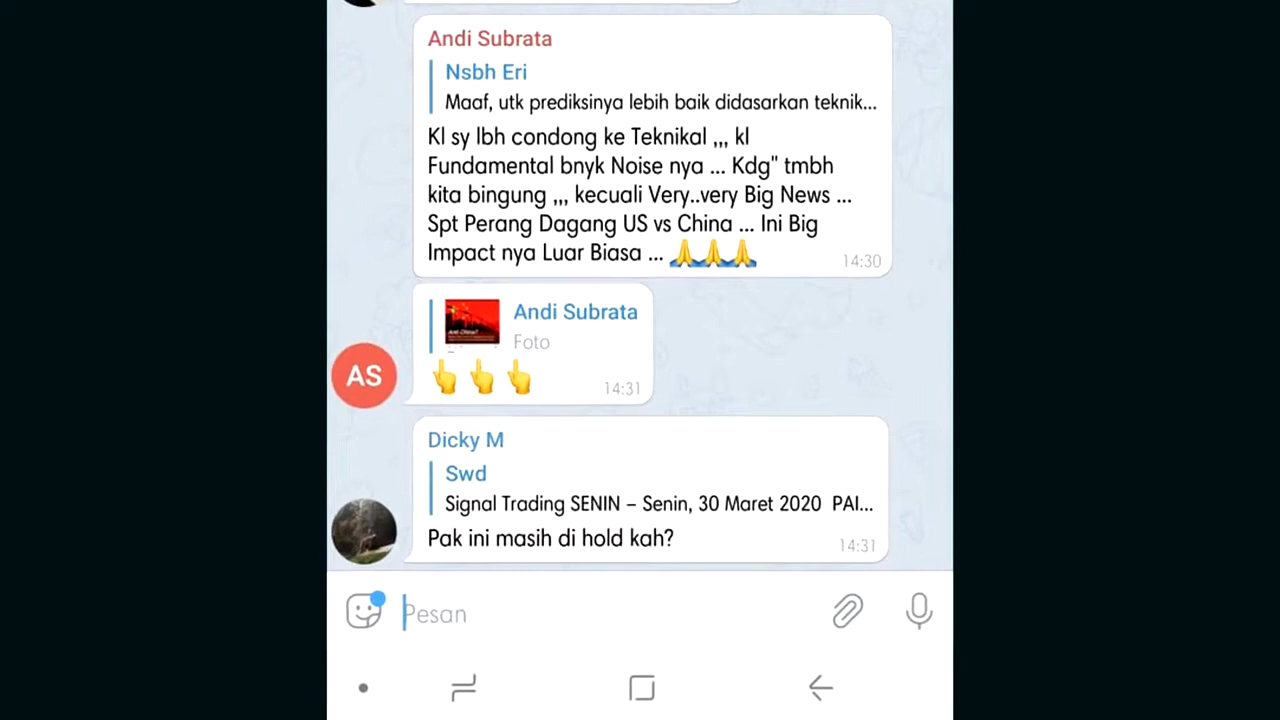 Andi Subrata
Nsbh Eri
Maaf, utk prediksinya lebih baik didasarkan teknik...
Kl sy lbh condong ke Teknikal ,,, kl
Fundamental bnyk Noise nya ... Kdg" tmbh
kita bingung ,,, kecuali Very..very Big News ...
Spt Perang Dagang US vs China ... Ini Big
Impact nya Luar Biasa ... 🙏🙏🙏
14:30
Andi Subrata
Foto
👆👆👆
14:31
AS
Dicky M
Swd
Signal Trading SENIN – Senin, 30 Maret 2020 PAI...
Pak ini masih di hold kah?
14:31
Pesan